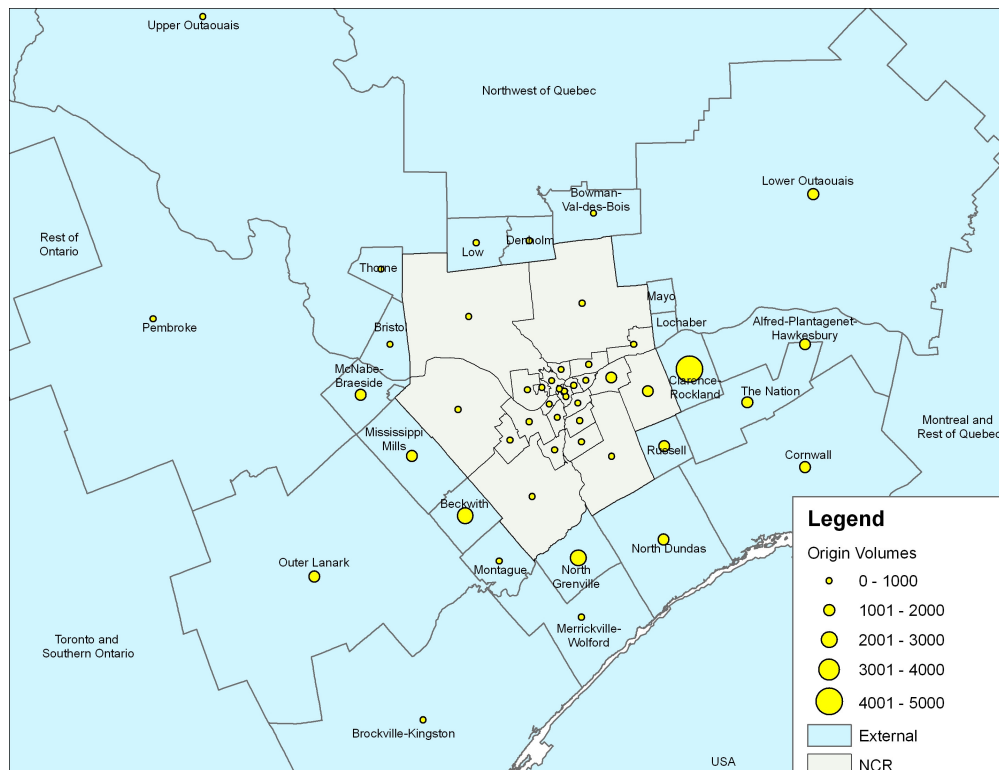 Upper Outaouais
Northwest of Quebec
Lower Outaouais
Bowman-
Val-des-Bois
Rest of
Ontario
Denholm
Low
Thorne
Mayo
Lochaber
Pembroke
Bristol
Alfred-Plantagenet-
Hawkesbury
McNabe-
Braeside
Clarence-
Rockland
The Nation
Montreal and
Rest of Quebec
Mississippi
Mills
Russell
Cornwall
Beckwith
North Dundas
Outer Lanark
Montague
North
Grenville
Merrickville-
Wolford
Toronto and
Southern Ontario
Brockville-Kingston
USA
Legend
Origin Volumes
0 - 1000
1001 - 2000
2001 - 3000
3001 - 4000
4001 - 5000
External
NCR